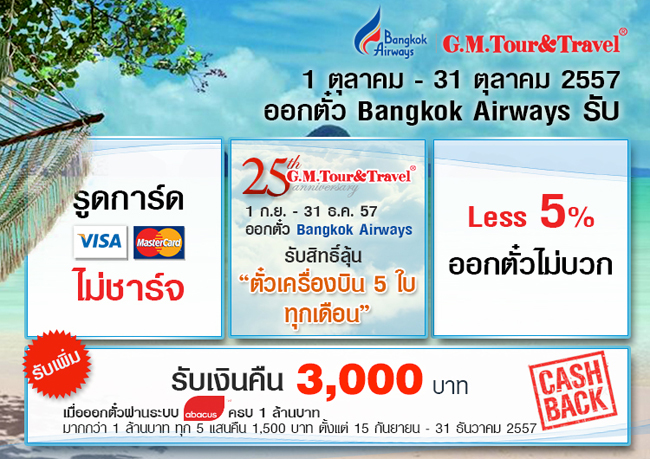 Bangkok Airways
G.M.Tour&Travel®
1 ตุลาคม - 31 ตุลาคม 2557
ออกตั๋ว Bangkok Airways รับ
รูดการ์ด
VISA MasterCard
ไม่ชาร์จ
25th G.M.Tour&Travel®
anniversary
1 ก.ย. - 31 ธ.ค. 57
ออกตั๋ว Bangkok Airways
รับสิทธิ์ลุ้น
“ตั๋วเครื่องบิน 5 ใบ
ทุกเดือน”
Less 5%
ออกตั๋วไม่บวก
รับเพิ่ม
รับเงินคืน 3,000 บาท
เมื่อออกตั๋วผ่านระบบ abacus ครบ 1 ล้านบาท
มากกว่า 1 ล้านบาท ทุก 5 แสนคืน 1,500 บาท ตั้งแต่ 15 กันยายน - 31 ธันวาคม 2557
CASH
BACK